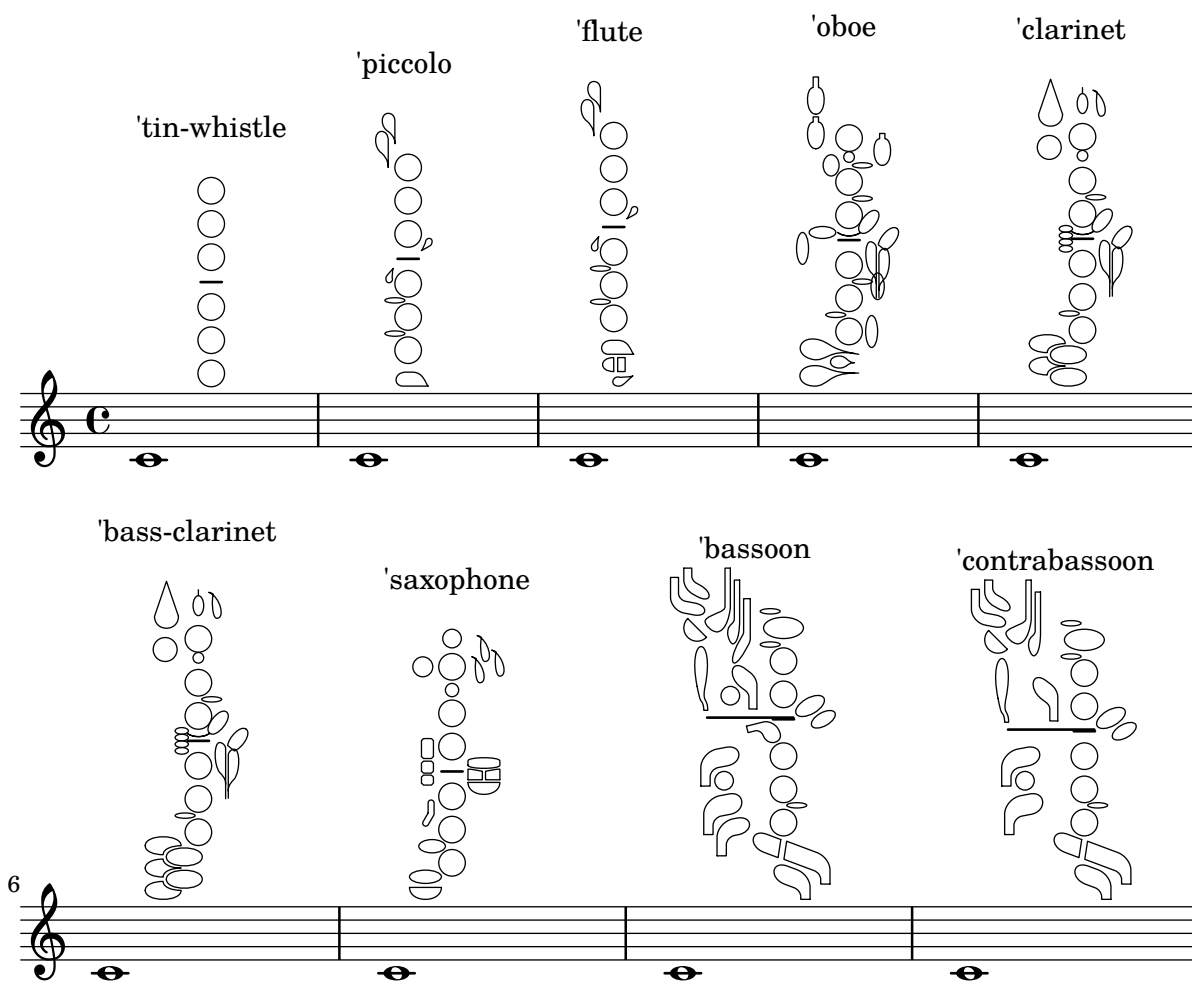 'tin-whistle
'piccolo
'flute
'oboe
'clarinet
'bass-clarinet
'saxophone
'bassoon
'contrabassoon
6